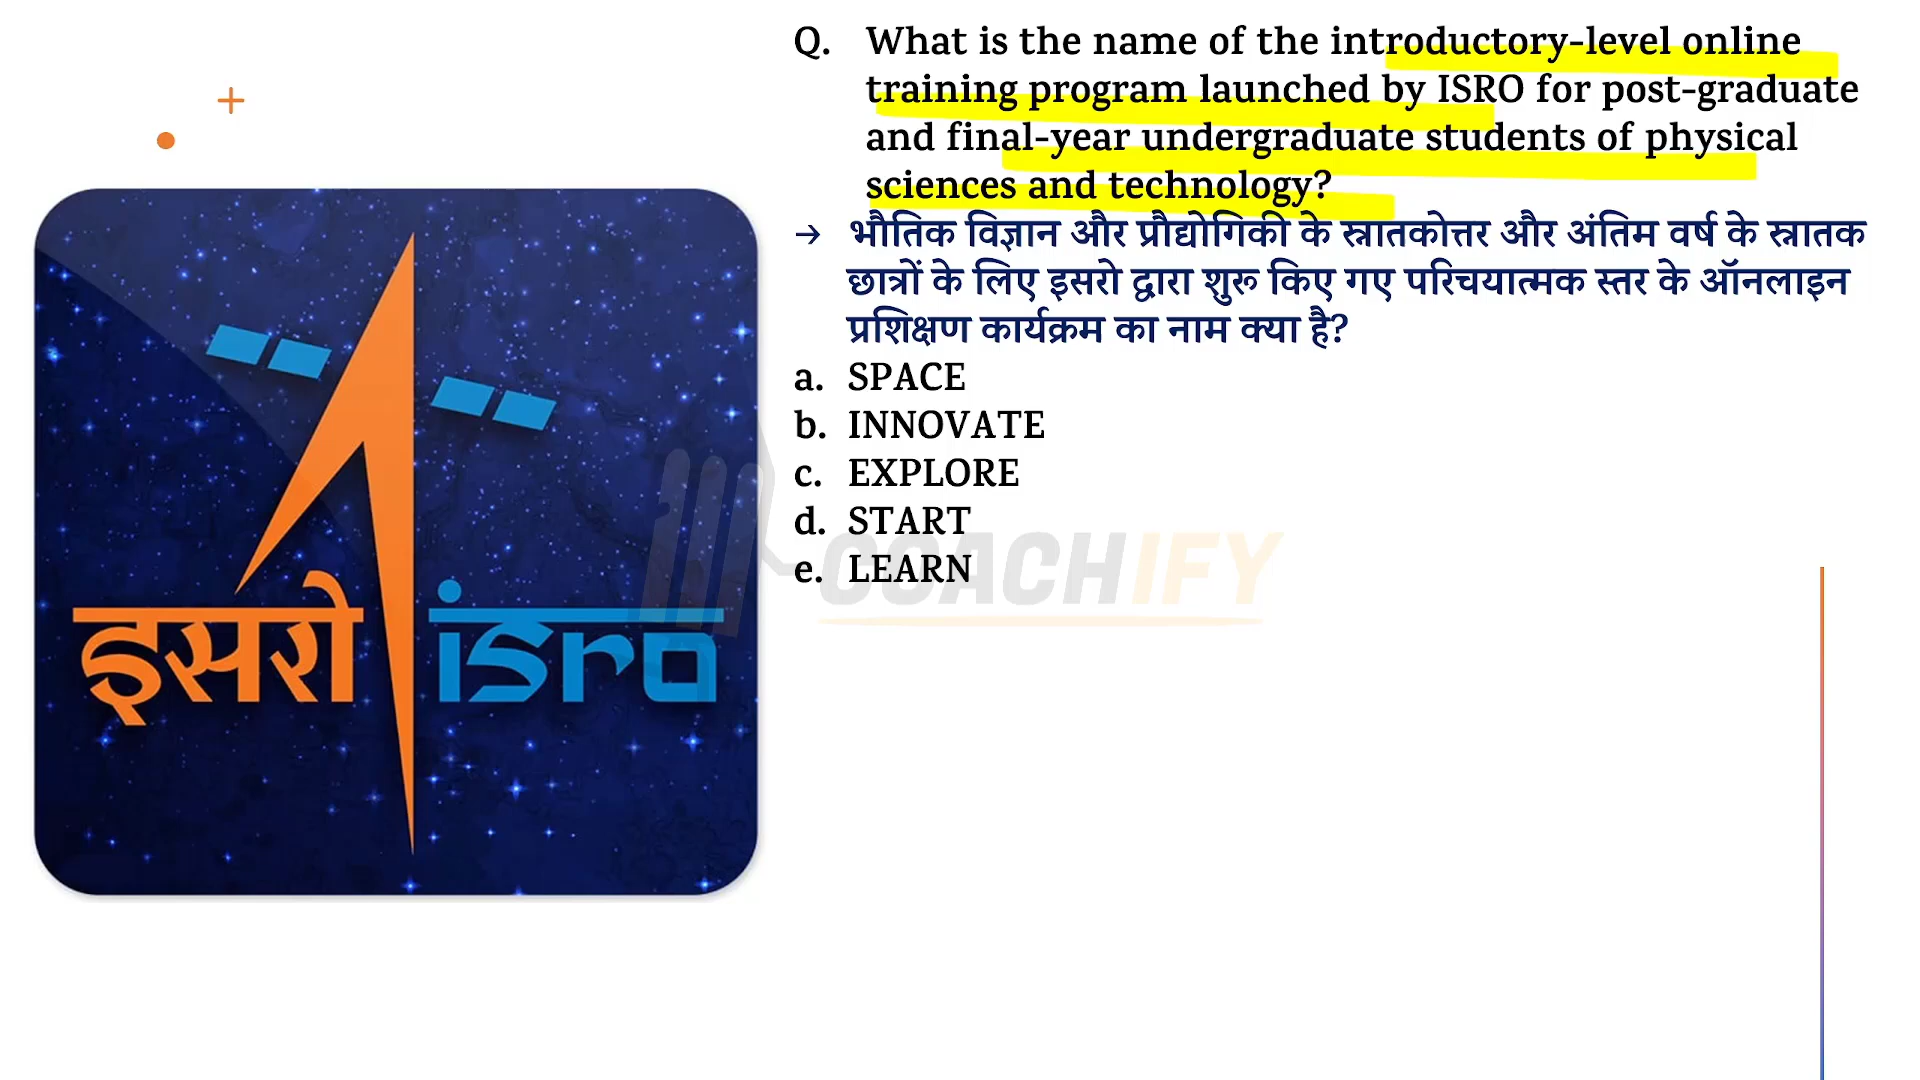 Q. What is the name of the introductory-level online
training program launched by ISRO for post-graduate
and final-year undergraduate students of physical
sciences and technology?
→ भौतिक विज्ञान और प्रौद्योगिकी के स्नातकोत्तर और अंतिम वर्ष के स्नातक
छात्रों के लिए इसरो द्वारा शुरू किए गए परिचयात्मक स्तर के ऑनलाइन
प्रशिक्षण कार्यक्रम का नाम क्या है?
a. SPACE
b. INNOVATE
c. EXPLORE
d. START
e. LEARN
COACHIFY
इसरो isro